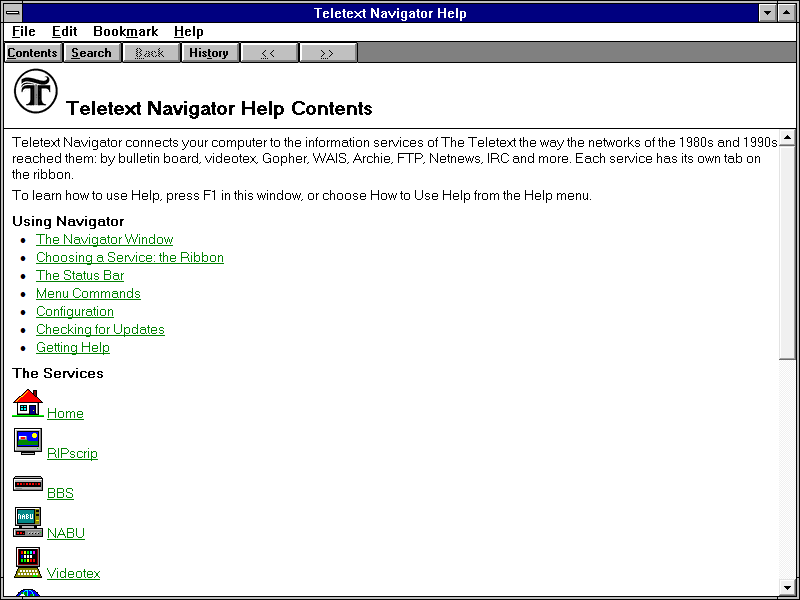 Teletext Navigator Help
File Edit Bookmark Help
Contents Search Back History << >>
Teletext Navigator Help Contents
Teletext Navigator connects your computer to the information services of The Teletext the way the networks of the 1980s and 1990s
reached them: by bulletin board, videotex, Gopher, WAIS, Archie, FTP, Netnews, IRC and more. Each service has its own tab on
the ribbon.
To learn how to use Help, press F1 in this window, or choose How to Use Help from the Help menu.
Using Navigator
The Navigator Window
Choosing a Service: the Ribbon
The Status Bar
Menu Commands
Configuration
Checking for Updates
Getting Help
The Services
Home
RIPscrip
BBS
NABU
NABU
Videotex